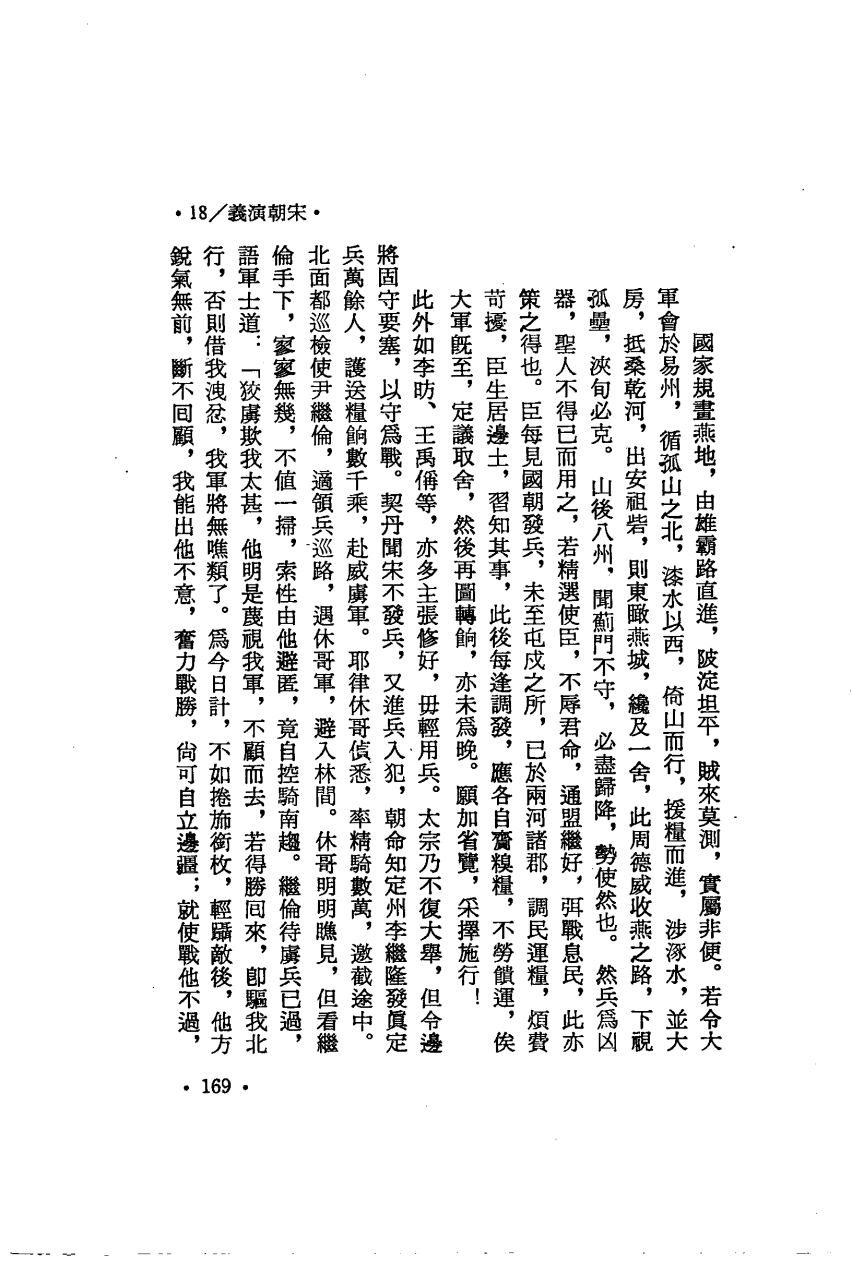 ·18/義演朝宋·
國家規畫燕地，由雄霸路直進，陂淀坦平，賊來莫測，實屬非便。若令大
軍會於易州，循孤山之北，漆水以西，倚山而行，援糧而進，涉涿水，並大
房，抵桑乾河，出安祖砦，則東瞰燕城，纔及一舍，此周德威收燕之路，下視
孤壘，浹旬必克。山後八州，聞薊門不守，必盡歸降，勢使然也。然兵爲凶
器，聖人不得已而用之，若精選使臣，不辱君命，通盟繼好，弭戰息民，此亦
策之得也。臣每見國朝發兵，未至屯戍之所，已於兩河諸郡，調民運糧，煩費
苛擾，臣生居邊土，習知其事，此後每逢調發，應各自齎糗糧，不勞饋運，俟
大軍旣至，定議取舍，然後再圖轉餉，亦未爲晚。願加省覽，采擇施行！
此外如李昉、王禹偁等，亦多主張修好，毋輕用兵。太宗乃不復大舉，但令邊
將固守要塞，以守爲戰。契丹聞宋不發兵，又進兵入犯，朝命知定州李繼隆發眞定
兵萬餘人，護送糧餉數千乘，赴威虜軍。耶律休哥偵悉，率精騎數萬，邀截途中。
北面都巡檢使尹繼倫，適領兵巡路，遇休哥軍，避入林間。休哥明明瞧見，但看繼
倫手下，寥寥無幾，不值一掃，索性由他避匿，竟自控騎南趨。繼倫待虜兵已過，
語軍士道：「狡虜欺我太甚，他明是蔑視我軍，不顧而去，若得勝回來，卽驅我北
行，否則借我洩忿，我軍將無噍類了。爲今日計，不如捲旆銜枚，輕躡敵後，他方
銳氣無前，斷不回顧，我能出他不意，奮力戰勝，尙可自立邊疆；就使戰他不過，
·169·